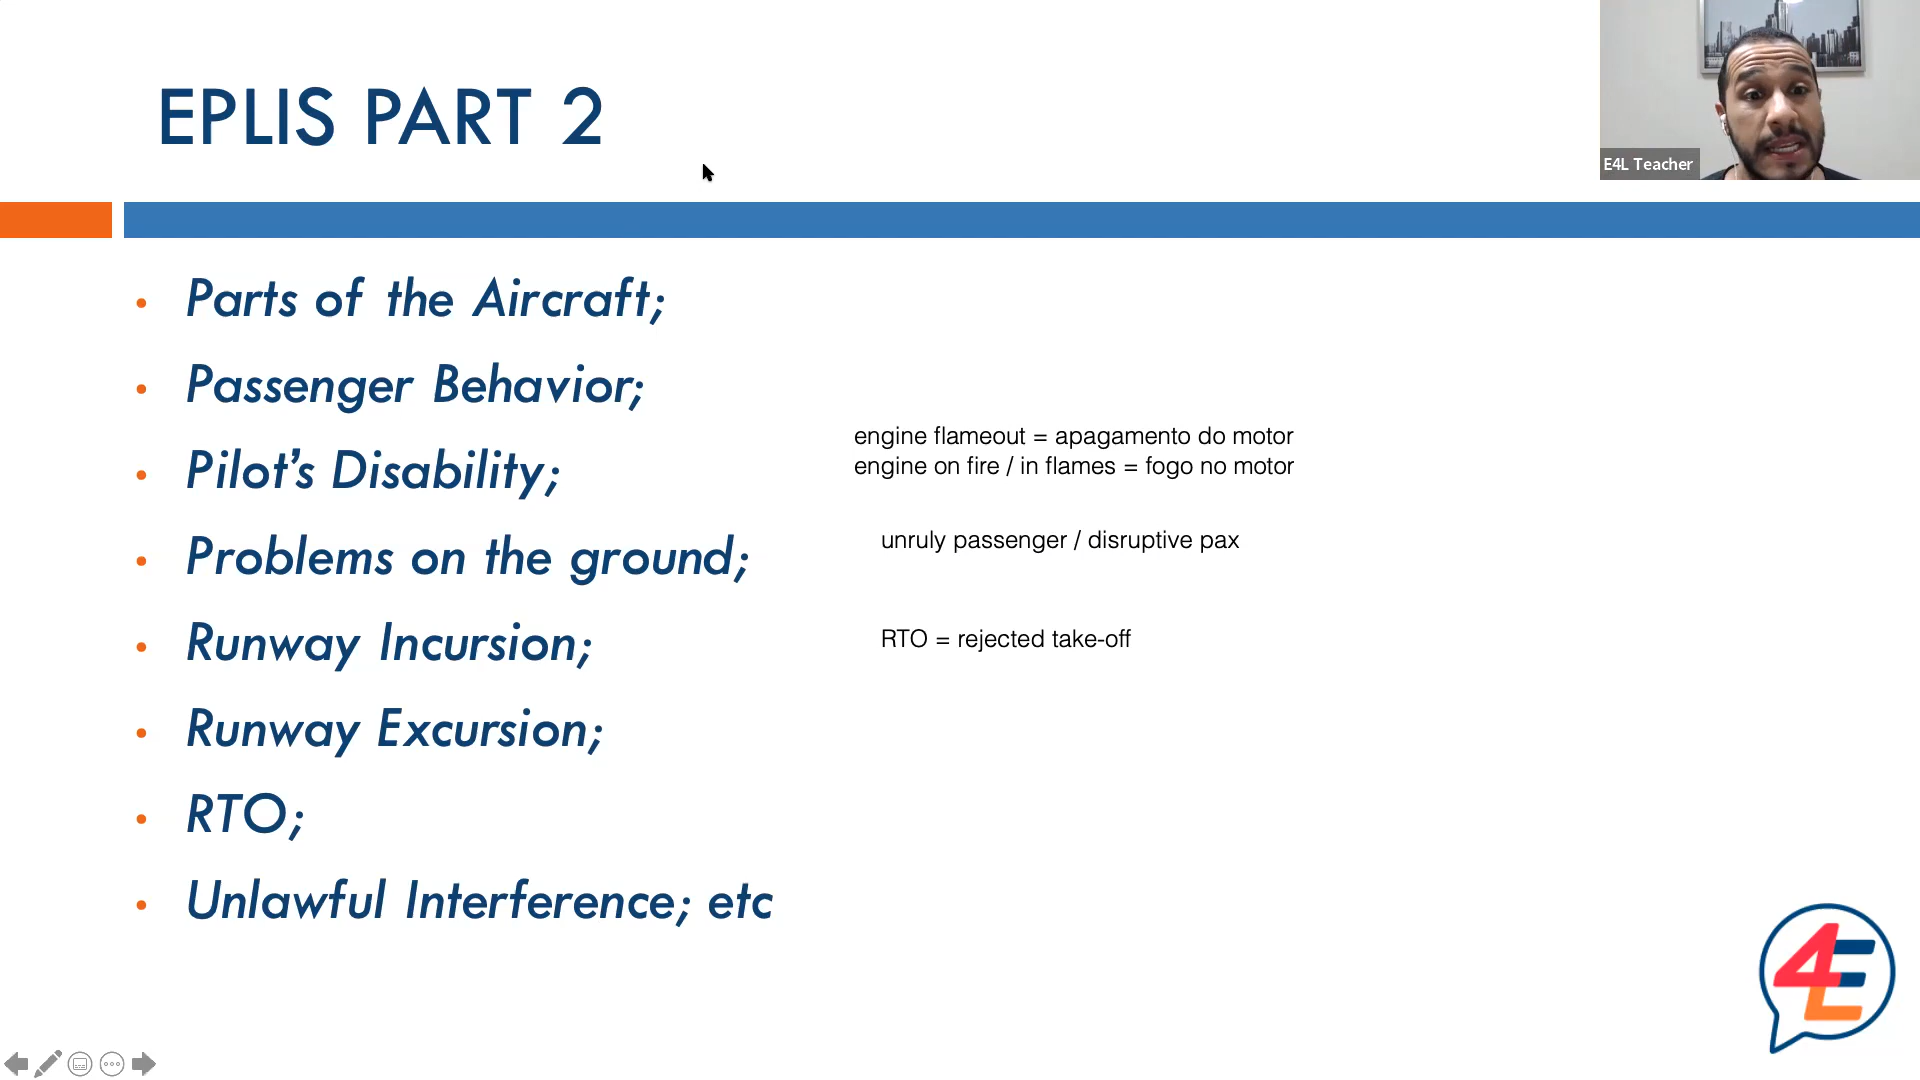 EPLIS PART 2
E4L Teacher
• Parts of the Aircraft;
• Passenger Behavior;
• Pilot’s Disability;
• Problems on the ground;
• Runway Incursion;
• Runway Excursion;
• RTO;
• Unlawful Interference; etc
engine flameout = apagamento do motor
engine on fire / in flames = fogo no motor
unruly passenger / disruptive pax
RTO = rejected take-off
4EL